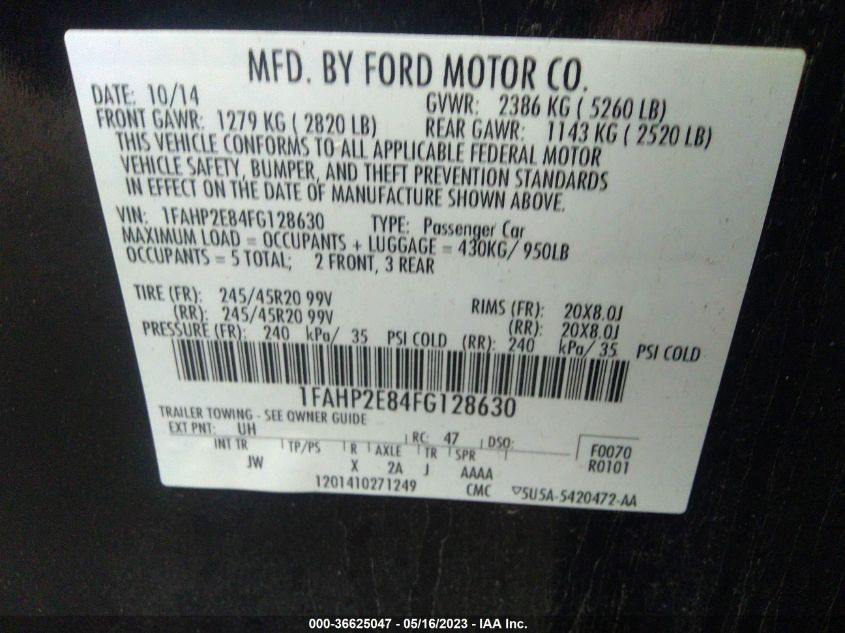 MFD. BY FORD MOTOR CO.
DATE: 10/14 GVWR: 2386 KG ( 5260 LB)
FRONT GAWR: 1279 KG ( 2820 LB) REAR GAWR: 1143 KG ( 2520 LB)
THIS VEHICLE CONFORMS TO ALL APPLICABLE FEDERAL MOTOR
VEHICLE SAFETY, BUMPER, AND THEFT PREVENTION STANDARDS
IN EFFECT ON THE DATE OF MANUFACTURE SHOWN ABOVE.
VIN: 1FAHP2E84FG128630 TYPE: Passenger Car
MAXIMUM LOAD = OCCUPANTS + LUGGAGE = 430KG/ 950LB
OCCUPANTS = 5 TOTAL; 2 FRONT, 3 REAR
TIRE (FR): 245/45R20 99V RIMS (FR): 20X8.0J
(RR): 245/45R20 99V (RR): 20X8.0J
PRESSURE (FR): 240 kPa/ 35 PSI COLD (RR): 240 kPa/ 35 PSI COLD
1FAHP2E84FG128630
TRAILER TOWING - SEE OWNER GUIDE
EXT PNT: UH RC: 47 DSO: F0070
INT TR TP/PS R AXLE TR SPR R0101
JW X 2A J AAAA
1201410271249 CMC ▽5U5A-5420472-AA
000-36625047 - 05/16/2023 - IAA Inc.